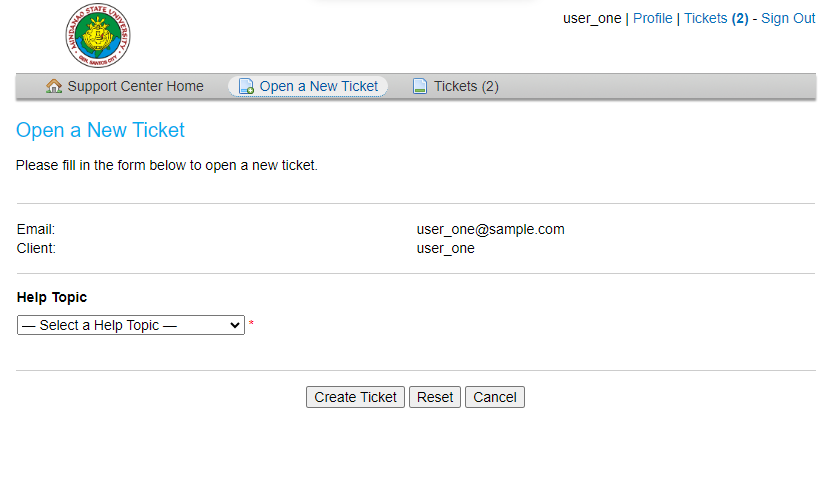 MINDANAO STATE UNIVERSITY
GEN. SANTOS CITY
user_one | Profile | Tickets (2) - Sign Out
Support Center Home
Open a New Ticket
Tickets (2)
Open a New Ticket
Please fill in the form below to open a new ticket.
Email: user_one@sample.com
Client: user_one
Help Topic
— Select a Help Topic — *
Create Ticket Reset Cancel